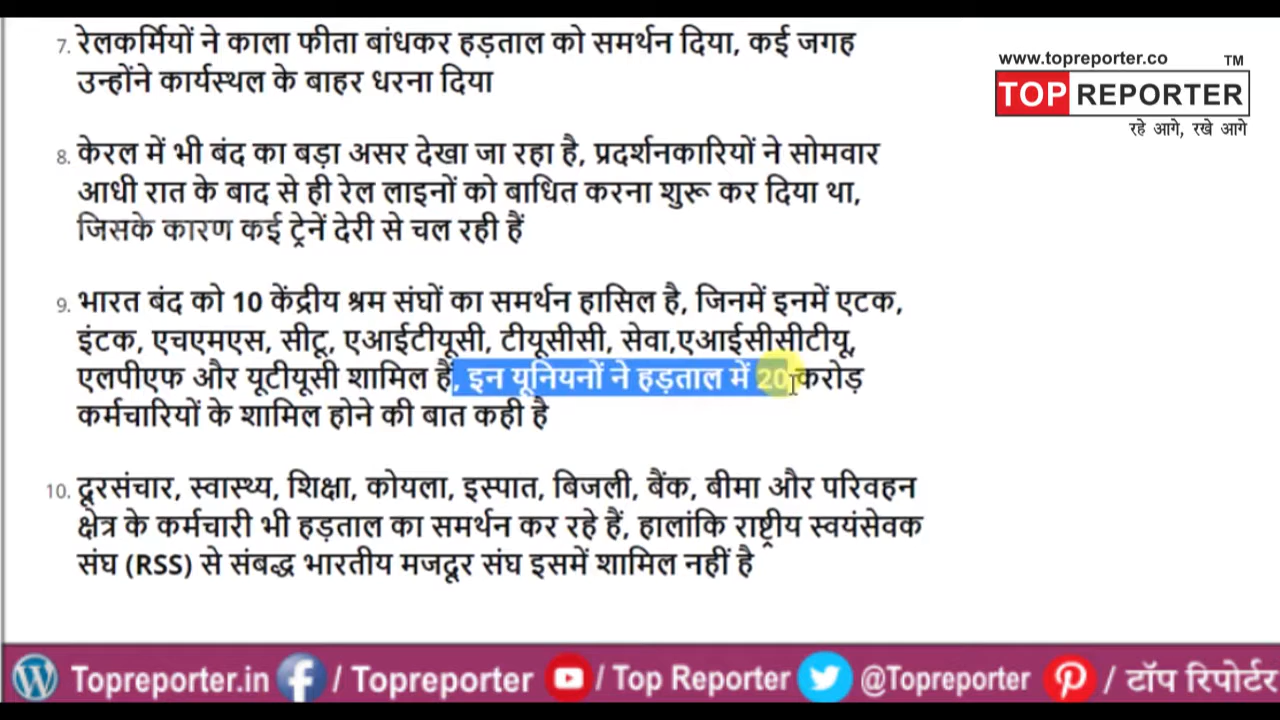 7. रेलकर्मियों ने काला फीता बांधकर हड़ताल को समर्थन दिया, कई जगह
उन्होंने कार्यस्थल के बाहर धरना दिया
www.topreporter.co TM
TOP REPORTER
रहे आगे, रखे आगे
8. केरल में भी बंद का बड़ा असर देखा जा रहा है, प्रदर्शनकारियों ने सोमवार
आधी रात के बाद से ही रेल लाइनों को बाधित करना शुरू कर दिया था,
जिसके कारण कई ट्रेनें देरी से चल रही हैं
9. भारत बंद को 10 केंद्रीय श्रम संघों का समर्थन हासिल है, जिनमें इनमें एटक,
इंटक, एचएमएस, सीटू, एआईटीयूसी, टीयूसीसी, सेवा,एआईसीसीटीयू,
एलपीएफ और यूटीयूसी शामिल हैं, इन यूनियनों ने हड़ताल में 20 करोड़
कर्मचारियों के शामिल होने की बात कही है
10. दूरसंचार, स्वास्थ्य, शिक्षा, कोयला, इस्पात, बिजली, बैंक, बीमा और परिवहन
क्षेत्र के कर्मचारी भी हड़ताल का समर्थन कर रहे हैं, हालांकि राष्ट्रीय स्वयंसेवक
संघ (RSS) से संबद्ध भारतीय मजदूर संघ इसमें शामिल नहीं है
Topreporter.in / Topreporter / Top Reporter @Topreporter / टॉप रिपोर्टर